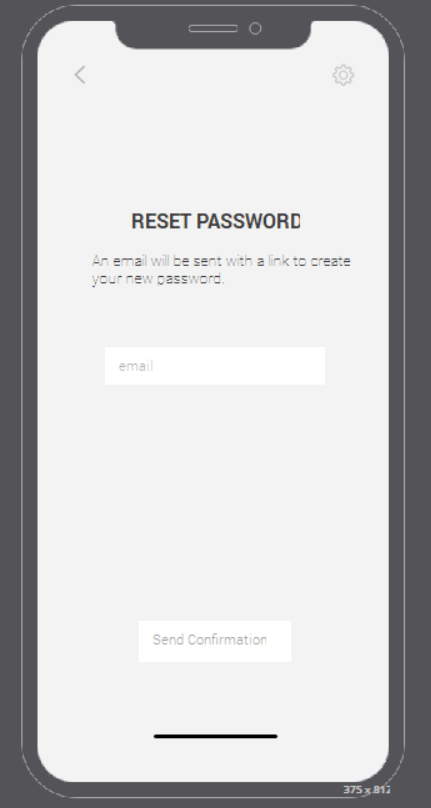 RESET PASSWORD
An email will be sent with a link to create
your new password.
email
Send Confirmation
375 x 812